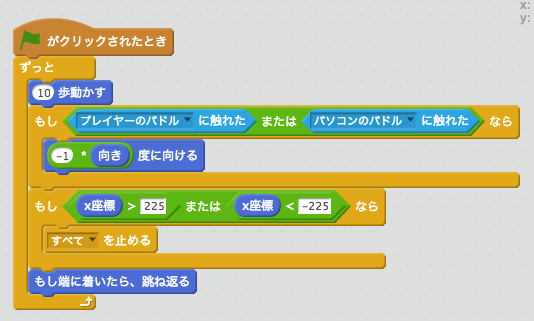 x:
y:
がクリックされたとき
ずっと
10 歩動かす
もし プレイヤーのパドル に触れた または パソコンのパドル に触れた なら
-1 * 向き 度に向ける
もし x座標 > 225 または x座標 < -225 なら
すべて を止める
もし端に着いたら、跳ね返る